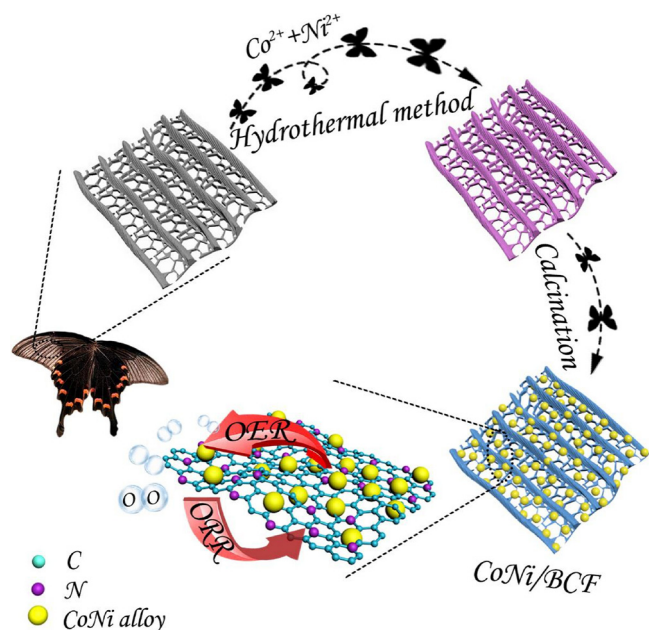 Co²⁺+Ni²⁺
Hydrothermal method
Calcination
CoNi/BCF
OER
O O
ORR
C
N
CoNi alloy